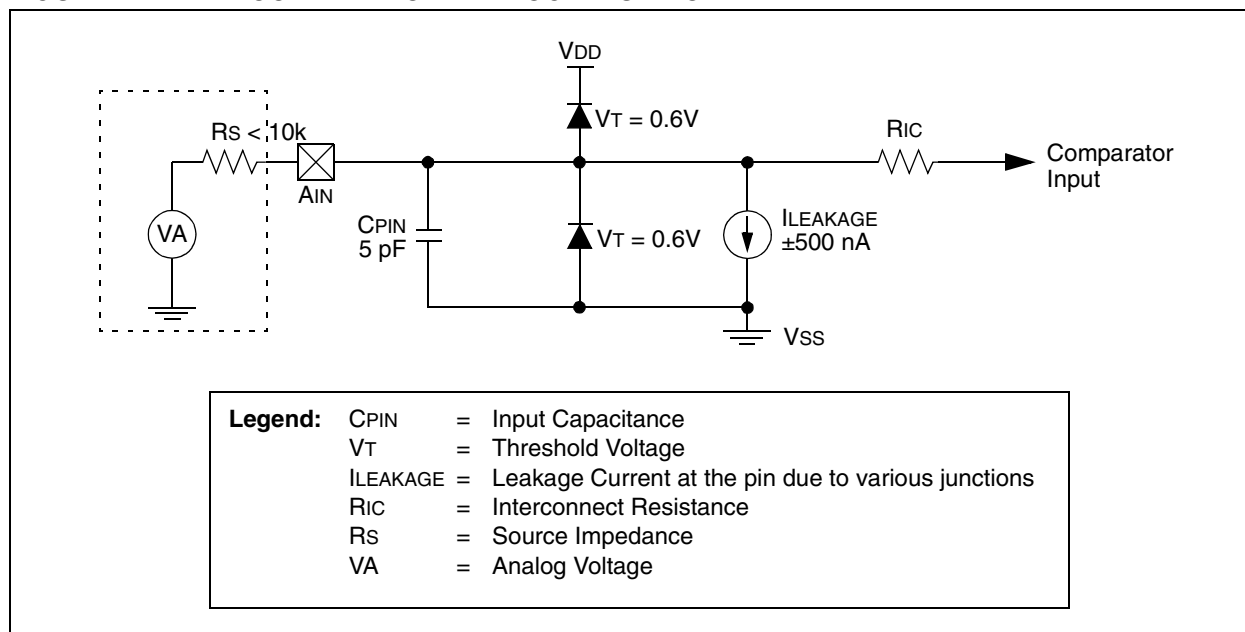 VDD
VT = 0.6V
RS < 10k
RIC
AIN
Comparator
Input
VA
CPIN
5 pF
VT = 0.6V
ILEAKAGE
±500 nA
VSS
Legend: CPIN = Input Capacitance
VT = Threshold Voltage
ILEAKAGE = Leakage Current at the pin due to various junctions
RIC = Interconnect Resistance
RS = Source Impedance
VA = Analog Voltage